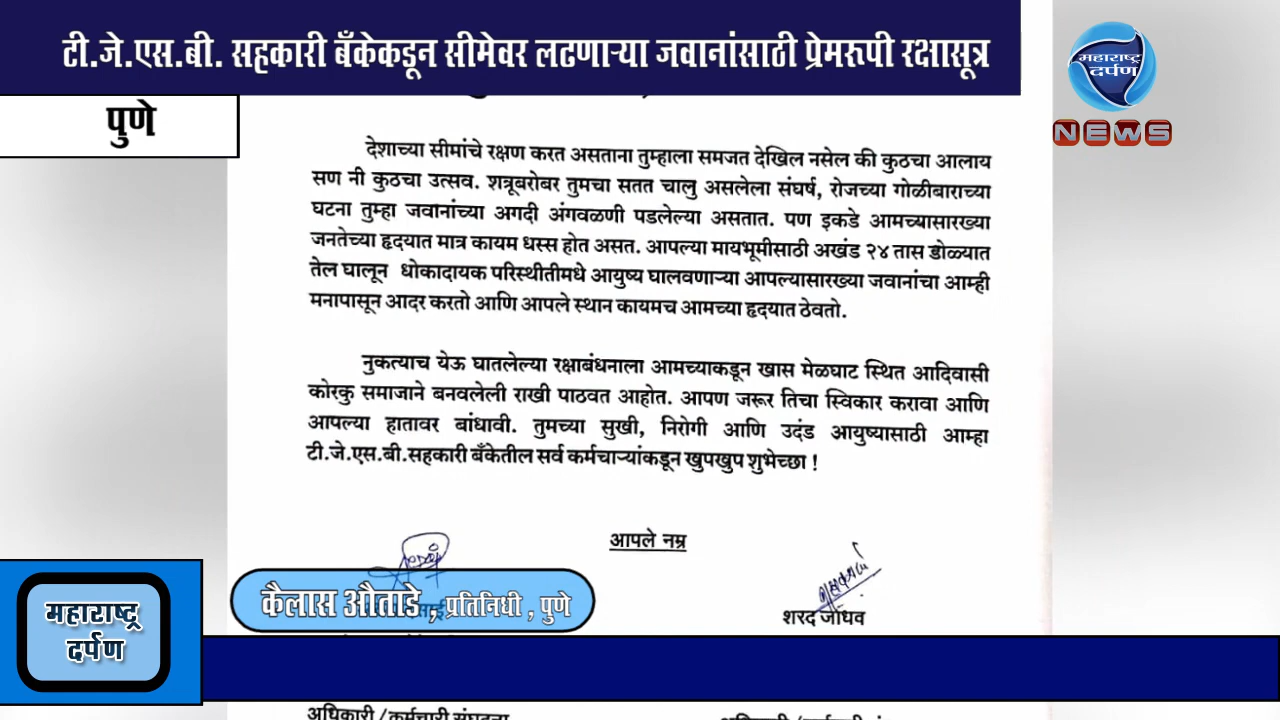 टी.जे.एस.बी. सहकारी बँकेकडून सीमेवर लढणाऱ्या जवानांसाठी प्रेमरूपी रक्षासूत्र
महाराष्ट्र
दर्पण
NEWS
पुणे
देशाच्या सीमांचे रक्षण करत असताना तुम्हाला समजत देखिल नसेल की कुठचा आलाय
सण नी कुठचा उत्सव. शत्रूबरोबर तुमचा सतत चालु असलेला संघर्ष, रोजच्या गोळीबाराच्या
घटना तुम्हा जवानांच्या अगदी अंगवळणी पडलेल्या असतात. पण इकडे आमच्यासारख्या
जनतेच्या हृदयात मात्र कायम धस्स होत असत. आपल्या मायभूमीसाठी अखंड २४ तास डोळ्यात
तेल घालून धोकादायक परिस्थीतीमधे आयुष्य घालवणाऱ्या आपल्यासारख्या जवानांचा आम्ही
मनापासून आदर करतो आणि आपले स्थान कायमच आमच्या हृदयात ठेवतो.
नुकत्याच येऊ घातलेल्या रक्षाबंधनाला आमच्याकडून खास मेळघाट स्थित आदिवासी
कोरकु समाजाने बनवलेली राखी पाठवत आहोत. आपण जरूर तिचा स्विकार करावा आणि
आपल्या हातावर बांधावी. तुमच्या सुखी, निरोगी आणि उदंड आयुष्यासाठी आम्हा
टी.जे.एस.बी.सहकारी बँकेतील सर्व कर्मचाऱ्यांकडून खुपखुप शुभेच्छा !
आपले नम्र
कैलास औताडे , प्रतिनिधी , पुणे
शरद जाधव
महाराष्ट्र
दर्पण
अधिकारी / कर्मचारी संघटना